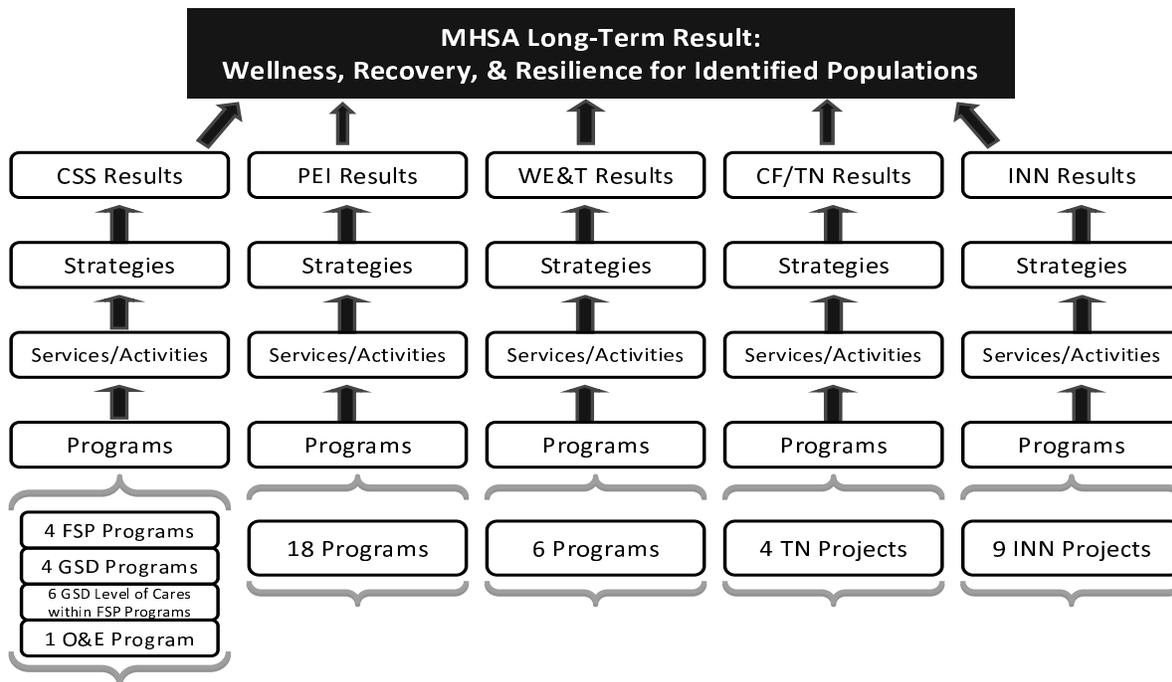 MHSA Long-Term Result:
Wellness, Recovery, & Resilience for Identified Populations
CSS Results
PEI Results
WE&T Results
CF/TN Results
INN Results
Strategies
Strategies
Strategies
Strategies
Strategies
Services/Activities
Services/Activities
Services/Activities
Services/Activities
Services/Activities
Programs
Programs
Programs
Programs
Programs
4 FSP Programs
4 GSD Programs
6 GSD Level of Cares
within FSP Programs
1 O&E Program
18 Programs
6 Programs
4 TN Projects
9 INN Projects